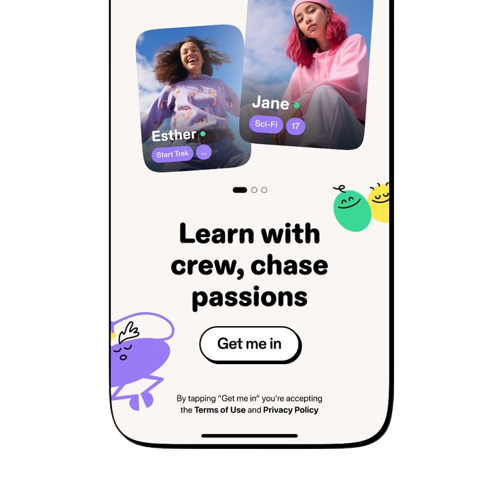 Jane
Sci-Fi
17
Esther
Start Trek
...
Learn with
crew, chase
passions
Get me in
By tapping "Get me in" you're accepting
the Terms of Use and Privacy Policy